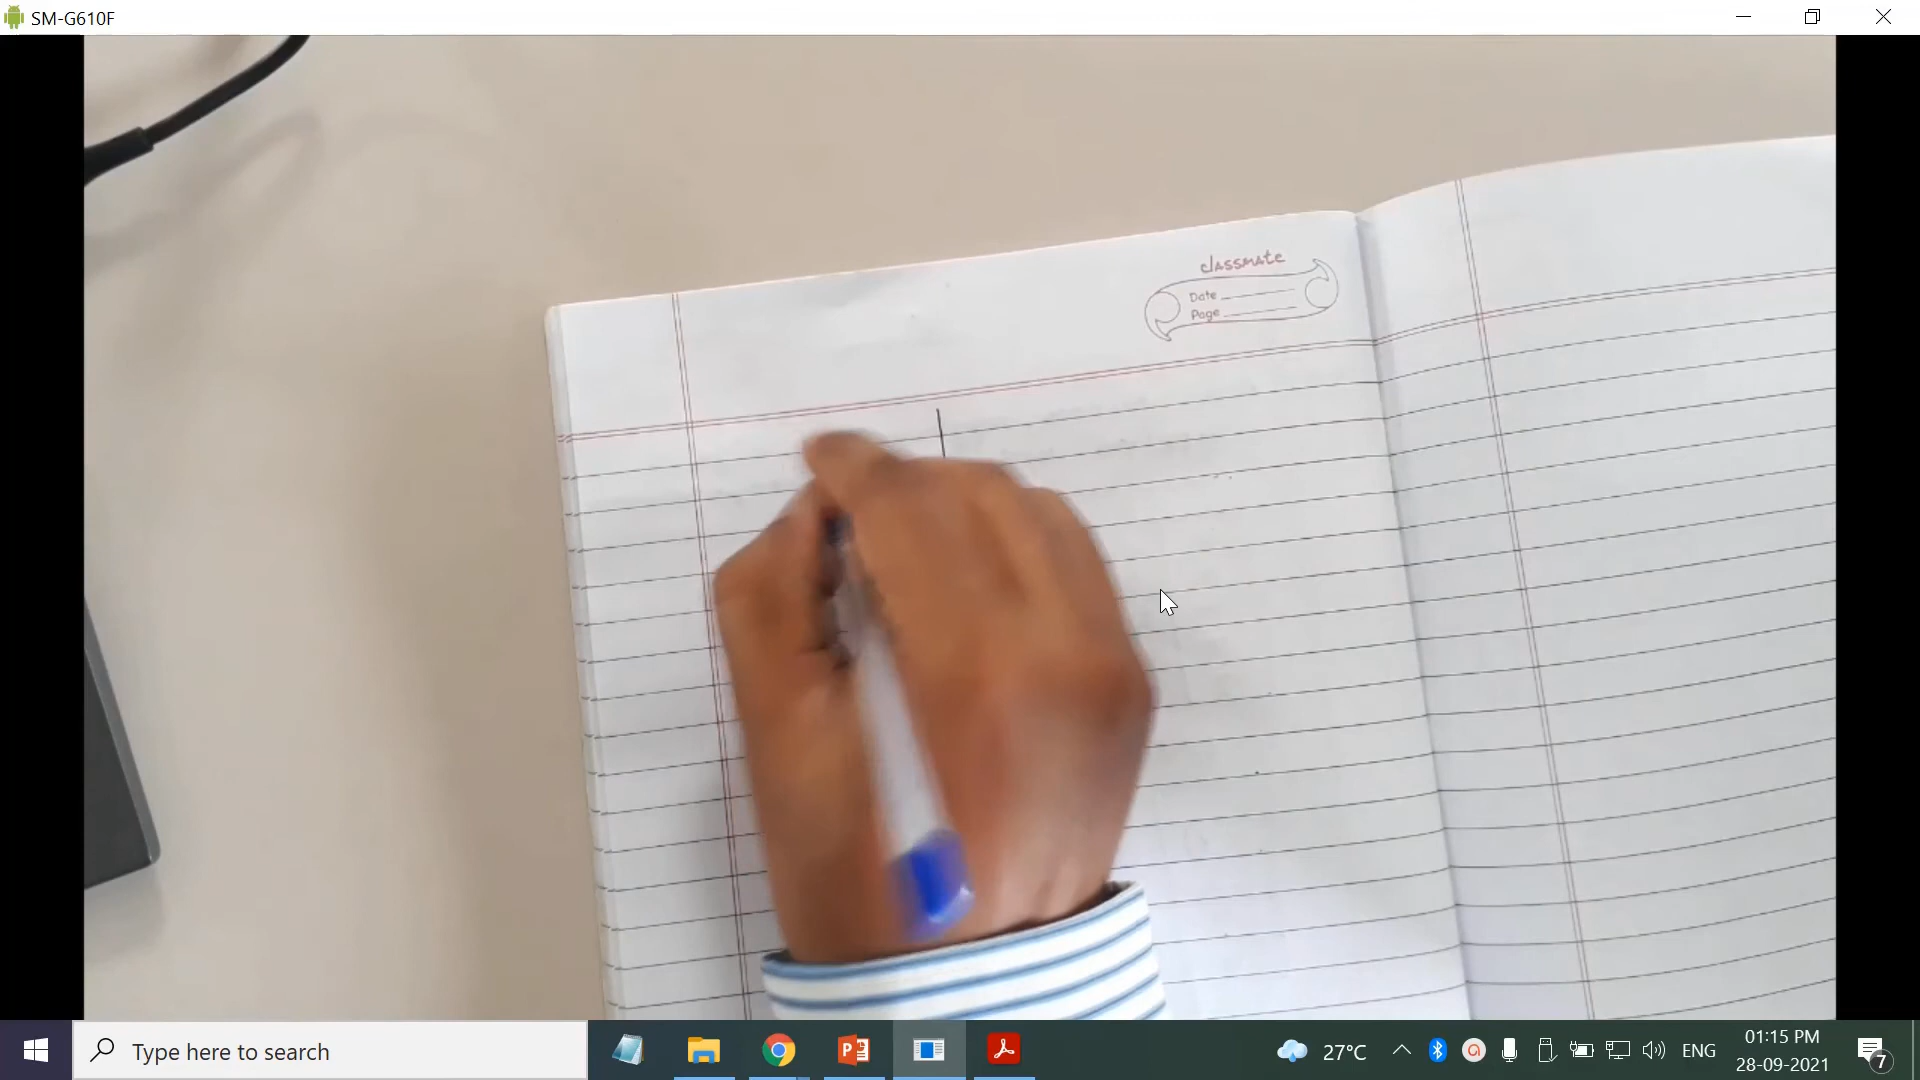 SM-G610F
classmate
Date
Page
Type here to search
27°C
ENG
01:15 PM
28-09-2021
7